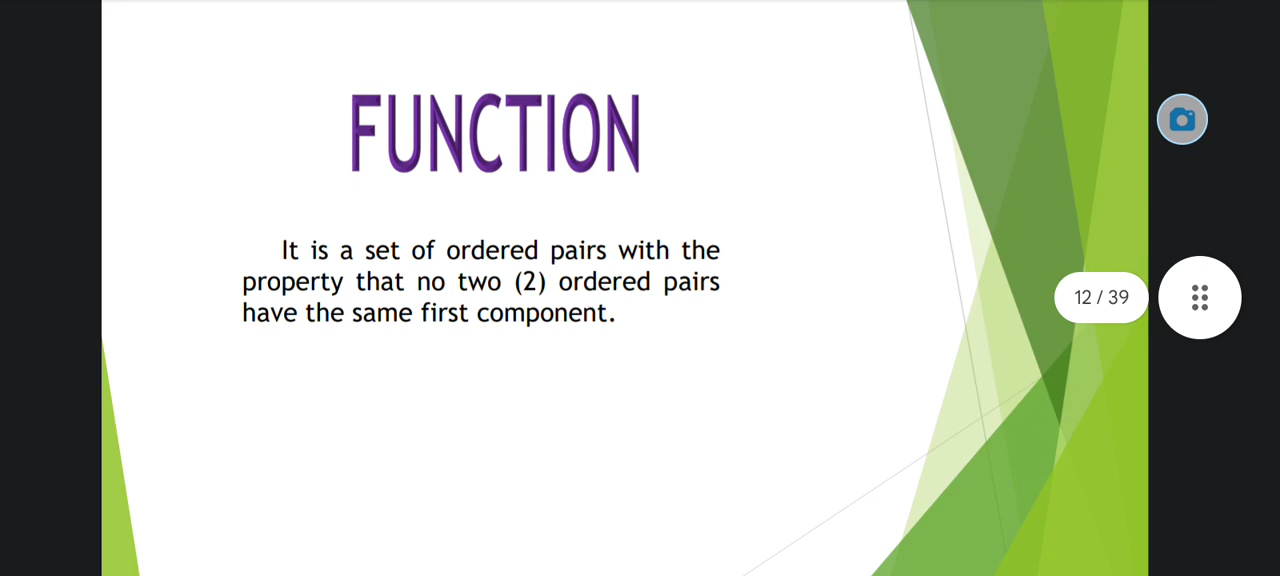 FUNCTION
It is a set of ordered pairs with the
property that no two (2) ordered pairs
have the same first component.
12 / 39